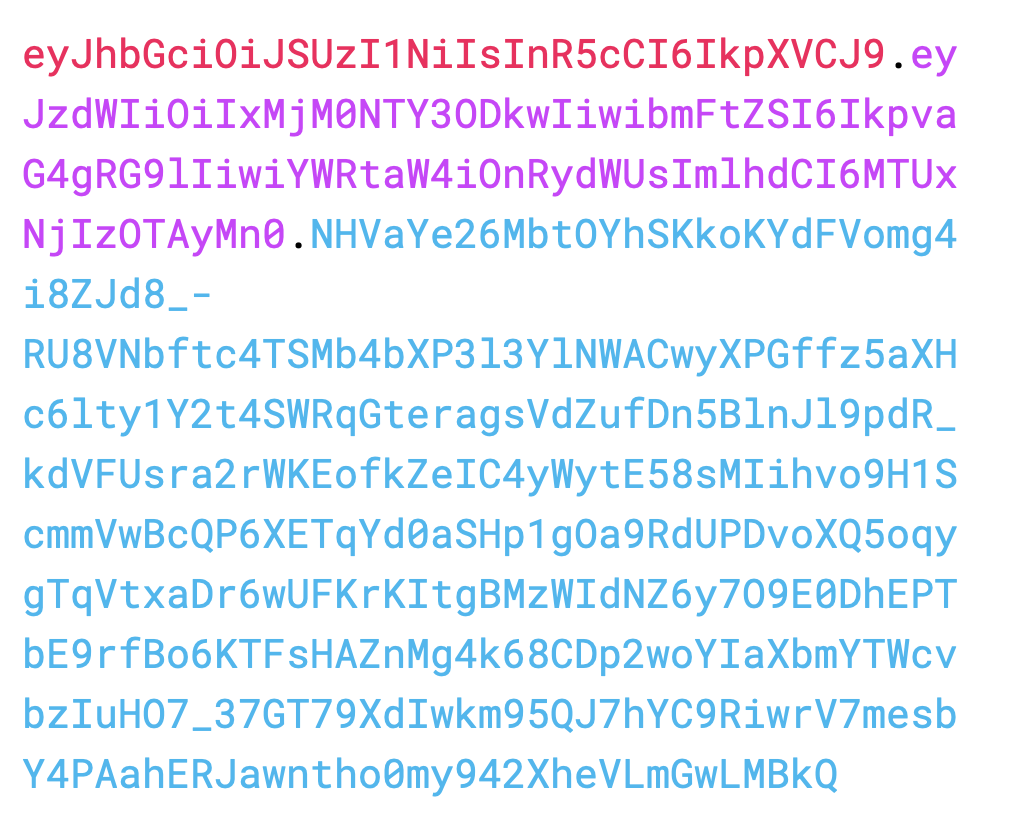 eyJhbGciOiJSUzI1NiIsInR5cCI6IkpXVCJ9.ey
JzdWIiOiIxMjM0NTY3ODkwIiwibmFtZSI6Ikpva
G4gRG9lIiwiYWRtaW4iOnRydWUsImlhdCI6MTUx
NjIzOTAyMn0.NHVaYe26MbtOYhSKkoKYdFVomg4
i8ZJd8_-
RU8VNbftc4TSMb4bXP3l3YlNWACwyXPGffz5aXH
c6lty1Y2t4SWRqGteragsVdZufDn5BlnJl9pdR_
kdVFUsra2rWKEofkZeIC4yWytE58sMIihvo9H1S
cmmVwBcQP6XETqYd0aSHp1gOa9RdUPDvoXQ5oqy
gTqVtxaDr6wUFKrKItgBMzWIdNZ6y7O9E0DhEPT
bE9rfBo6KTFsHAZnMg4k68CDp2woYIaXbmYTWcv
bzIuHO7_37GT79XdIwkm95QJ7hYC9RiwrV7mesb
Y4PAahERJawntho0my942XheVLmGwLMBkQ